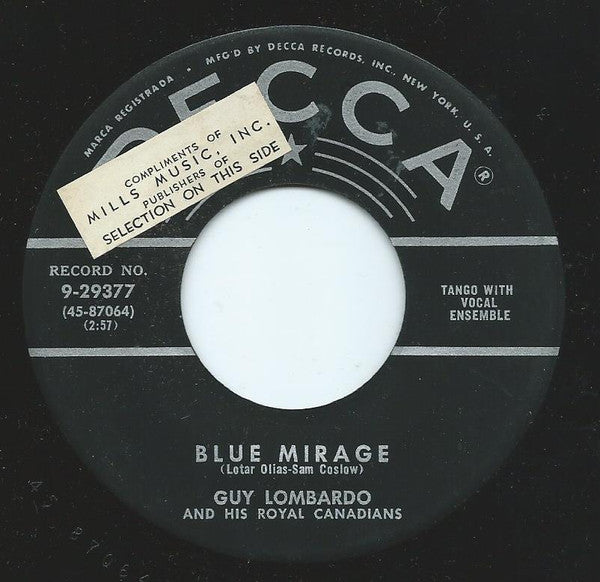 MARCA REGISTRADA • MFG'D BY DECCA RECORDS, INC., NEW YORK, U.S.A.
DECCA®
COMPLIMENTS OF
MILLS MUSIC, INC.
PUBLISHERS OF
SELECTION ON THIS SIDE
RECORD NO.
9-29377
(45-87064)
(2:57)
TANGO WITH
VOCAL
ENSEMBLE
BLUE MIRAGE
(Lotar Olias-Sam Coslow)
GUY LOMBARDO
AND HIS ROYAL CANADIANS